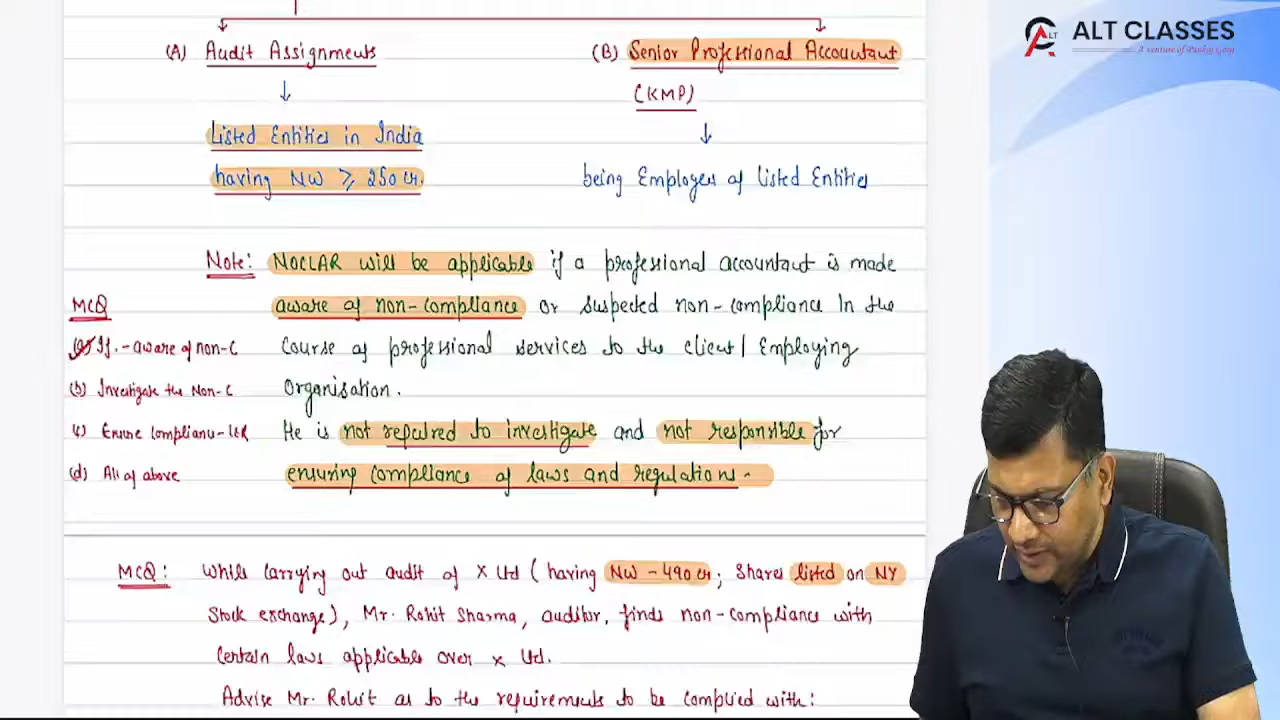 ALT CLASSES
A venture of Pankaj Garg
(A) Audit Assignments
(B) Senior Professional Accountant
(KMP)
Listed Entities in India
having NW ≥ 250 cr.
being Employees of Listed Entities
Note: NOCLAR will be applicable if a professional accountant is made
aware of non-compliance or suspected non-compliance In the
course of professional services to the client/ Employing
Organisation.
He is not required to investigate and not responsible for
ensuring compliance of laws and regulations.
MCQ
(a) If - aware of non-C
(b) Investigate the Non-C
(c) Ensure compliance - L&R
(d) All of above
MCQ: While carrying out audit of X Ltd (having NW - 490 cr; shares listed on NY
Stock exchange), Mr. Rohit Sharma, auditor, finds non-compliance with
certain laws applicable over X Ltd.
Advise Mr. Rohit as to the requirements to be complied with: